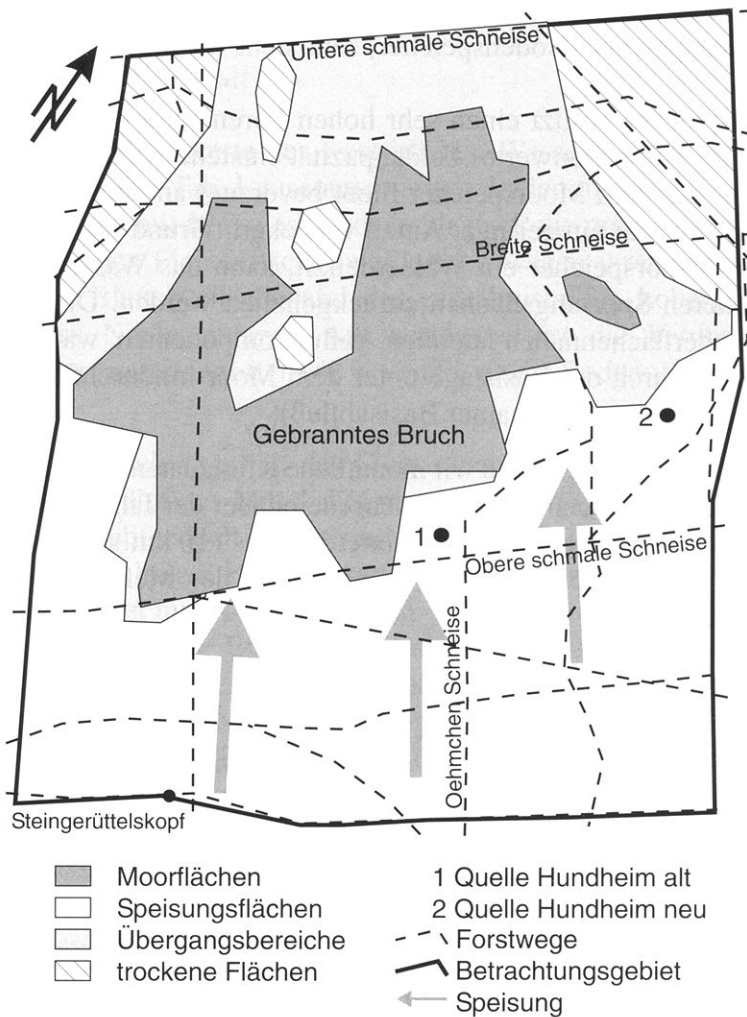 Untere schmale Schneise
Breite Schneise
Gebranntes Bruch
2
1
Obere schmale Schneise
Oehmchen Schneise
Steingerüttelskopf
Moorflächen
Speisungsflächen
Übergangsbereiche
trockene Flächen
1 Quelle Hundheim alt
2 Quelle Hundheim neu
Forstwege
Betrachtungsgebiet
Speisung